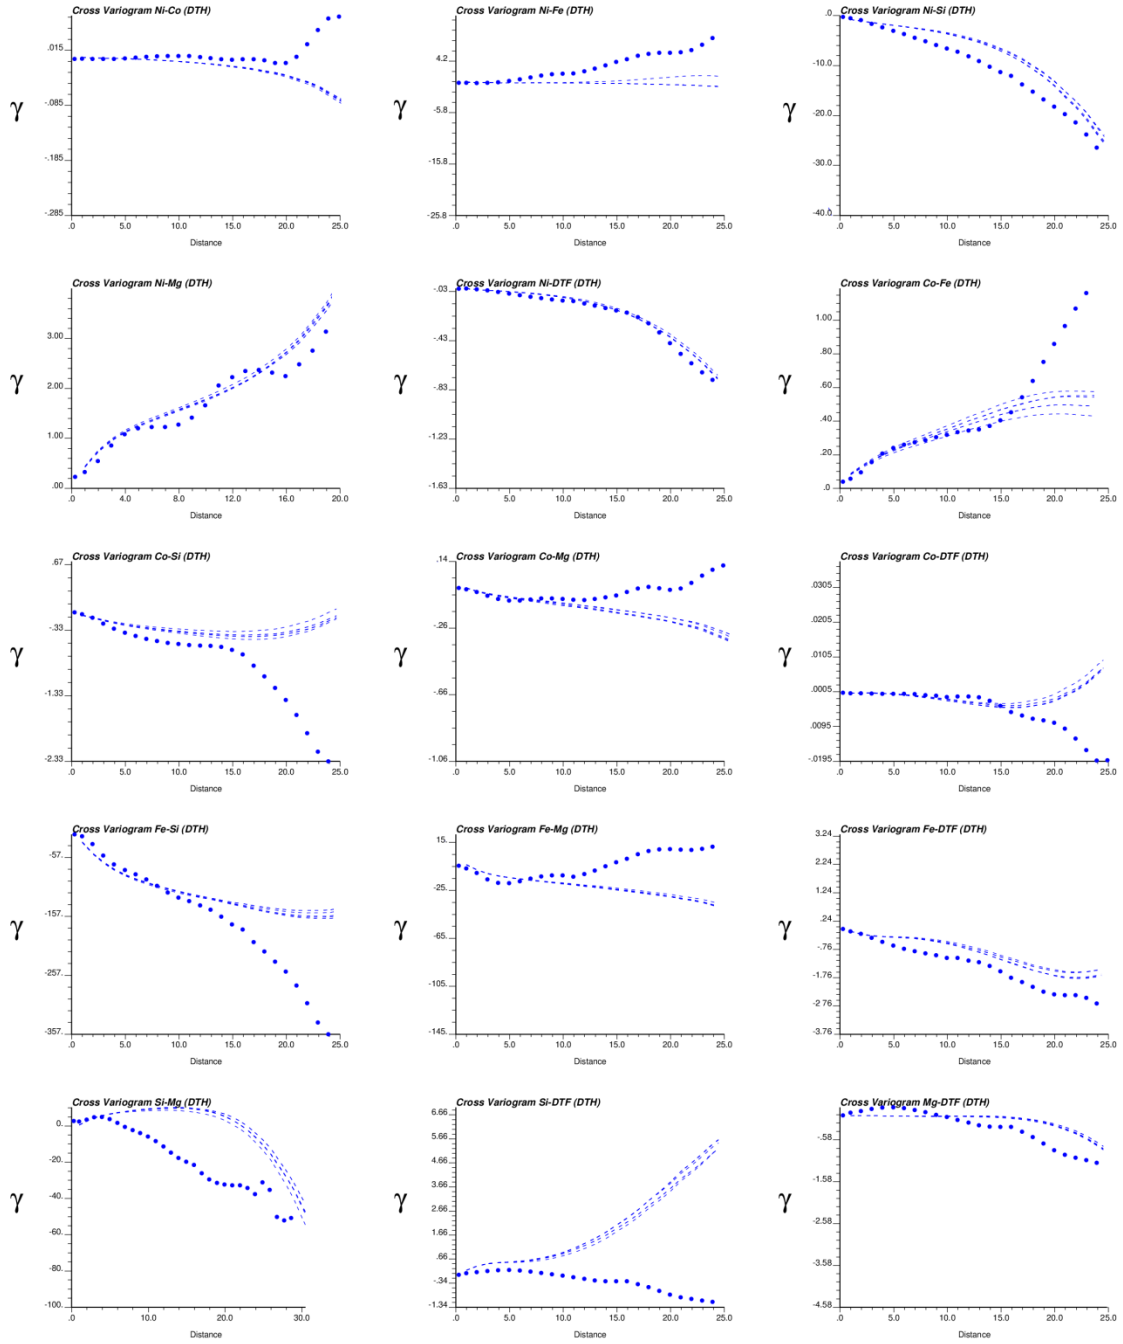 Cross Variogram Ni-Co (DTH)
γ
.015
-.085
-.185
-.285
.0 5.0 10.0 15.0 20.0 25.0
Distance
Cross Variogram Ni-Fe (DTH)
γ
4.2
-5.8
-15.8
-25.8
.0 5.0 10.0 15.0 20.0 25.0
Distance
Cross Variogram Ni-Si (DTH)
γ
.0
-10.0
-20.0
-30.0
-40.0
.0 5.0 10.0 15.0 20.0 25.0
Distance
Cross Variogram Ni-Mg (DTH)
γ
3.00
2.00
1.00
.00
.0 4.0 8.0 12.0 16.0 20.0
Distance
Cross Variogram Ni-DTF (DTH)
γ
-.03
-.43
-.83
-1.23
-1.63
.0 5.0 10.0 15.0 20.0 25.0
Distance
Cross Variogram Co-Fe (DTH)
γ
1.00
.80
.60
.40
.20
.0
.0 5.0 10.0 15.0 20.0 25.0
Distance
Cross Variogram Co-Si (DTH)
γ
.67
-.33
-1.33
-2.33
.0 5.0 10.0 15.0 20.0 25.0
Distance
Cross Variogram Co-Mg (DTH)
γ
.14
-.26
-.66
-1.06
.0 5.0 10.0 15.0 20.0 25.0
Distance
Cross Variogram Co-DTF (DTH)
γ
.0305
.0205
.0105
.0005
.0095
-.0195
.0 5.0 10.0 15.0 20.0 25.0
Distance
Cross Variogram Fe-Si (DTH)
γ
-57.
-157.
-257.
-357.
.0 5.0 10.0 15.0 20.0 25.0
Distance
Cross Variogram Fe-Mg (DTH)
γ
15.
-25.
-65.
-105.
-145.
.0 5.0 10.0 15.0 20.0 25.0
Distance
Cross Variogram Fe-DTF (DTH)
γ
3.24
2.24
1.24
.24
-.76
-1.76
-2.76
-3.76
.0 5.0 10.0 15.0 20.0 25.0
Distance
Cross Variogram Si-Mg (DTH)
γ
0.
-20.
-40.
-60.
-80.
-100.
.0 10.0 20.0 30.0
Distance
Cross Variogram Si-DTF (DTH)
γ
6.66
5.66
4.66
3.66
2.66
1.66
.66
-.34
-1.34
.0 5.0 10.0 15.0 20.0 25.0
Distance
Cross Variogram Mg-DTF (DTH)
γ
-.58
-1.58
-2.58
-3.58
-4.58
.0 5.0 10.0 15.0 20.0 25.0
Distance